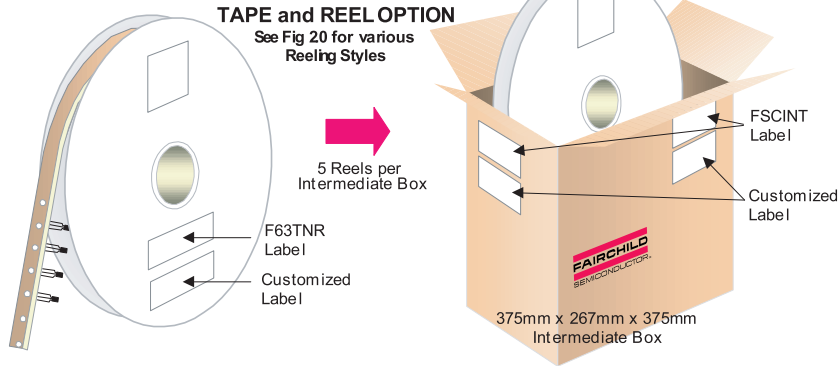 TAPE and REEL OPTION
See Fig 20 for various
Reeling Styles
FSCINT
Label
5 Reels per
Intermediate Box
Customized
Label
F63TNR
Label
Customized
Label
FAIRCHILD
SEMICONDUCTOR™
375mm x 267mm x 375mm
Intermediate Box